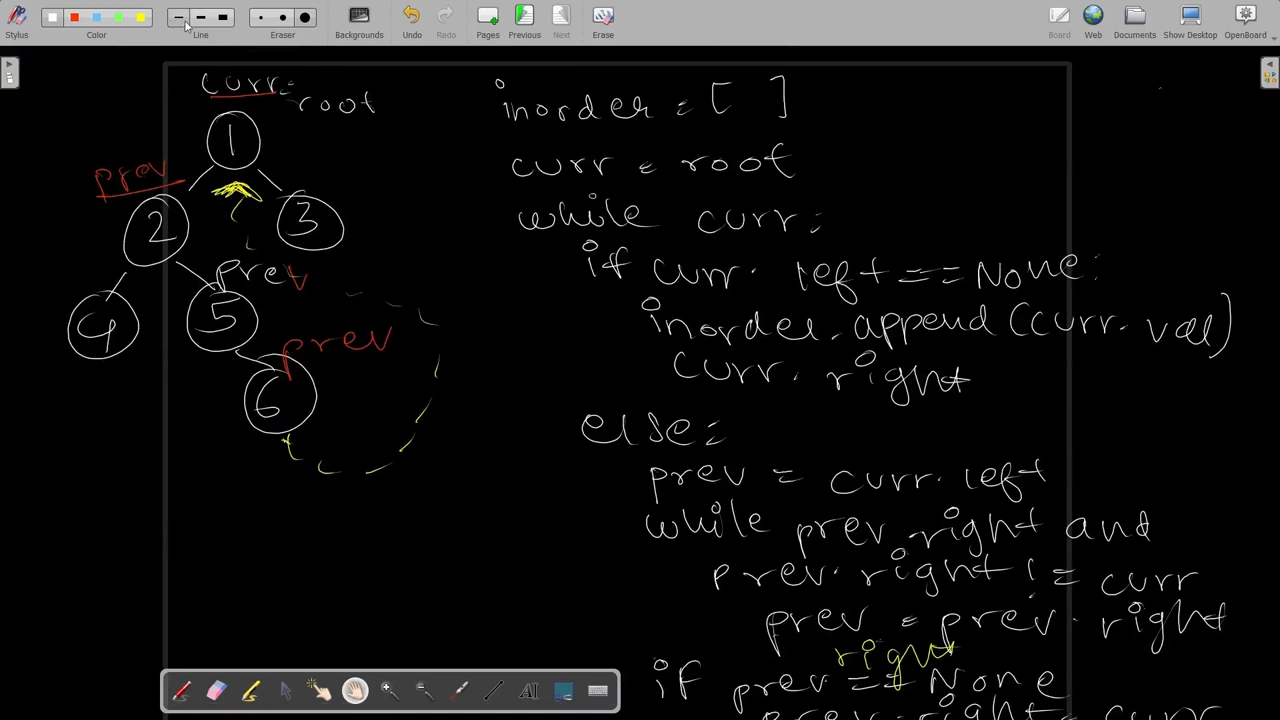 Stylus
Color
Line
Eraser
Backgrounds
Undo
Redo
Pages
Previous
Next
Erase
Board
Web
Documents
Show Desktop
OpenBoard
curr =
root
1
prev
2
3
prev
4
5
prev
6
inorder = [ ]
curr = root
while curr:
if curr. left == None:
inorder.append(curr. val)
curr. right
else:
prev = curr. left
while prev.right and
prev. right != curr
prev = prev. right
right
if prev == None
prev.right = curr